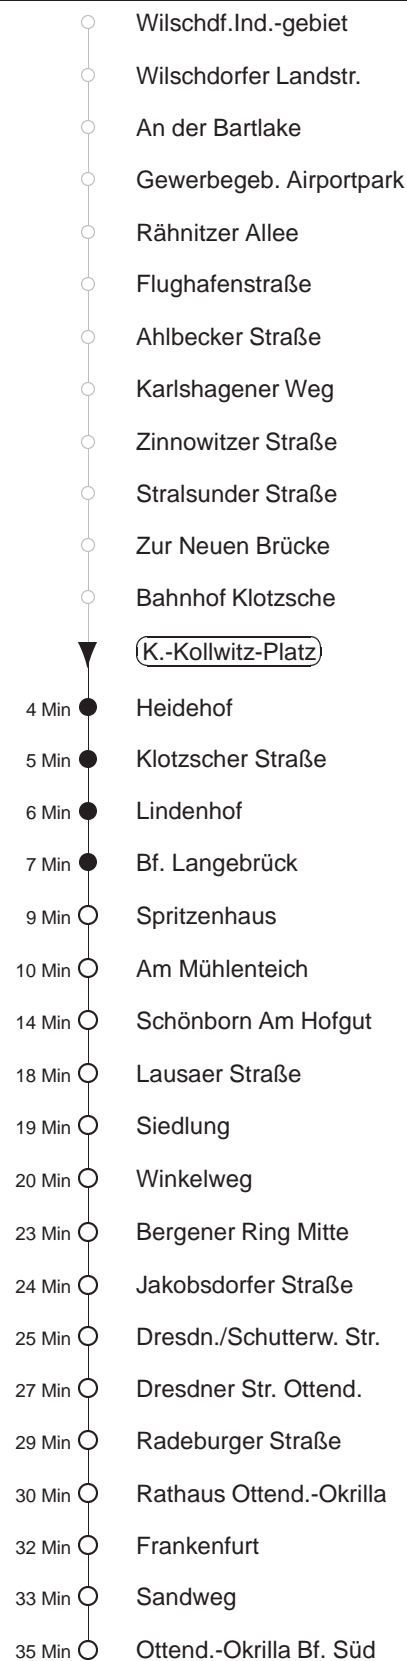 Wilschdf.Ind.-gebiet
Wilschdorfer Landstr.
An der Bartlake
Gewerbegeb. Airportpark
Rähnitzer Allee
Flughafenstraße
Ahlbecker Straße
Karlshagener Weg
Zinnowitzer Straße
Stralsunder Straße
Zur Neuen Brücke
Bahnhof Klotzsche
K.-Kollwitz-Platz
4 Min Heidehof
5 Min Klotzscher Straße
6 Min Lindenhof
7 Min Bf. Langebrück
9 Min Spritzenhaus
10 Min Am Mühlenteich
14 Min Schönborn Am Hofgut
18 Min Lausaer Straße
19 Min Siedlung
20 Min Winkelweg
23 Min Bergener Ring Mitte
24 Min Jakobsdorfer Straße
25 Min Dresdn./Schutterw. Str.
27 Min Dresdner Str. Ottend.
29 Min Radeburger Straße
30 Min Rathaus Ottend.-Okrilla
32 Min Frankenfurt
33 Min Sandweg
35 Min Ottend.-Okrilla Bf. Süd